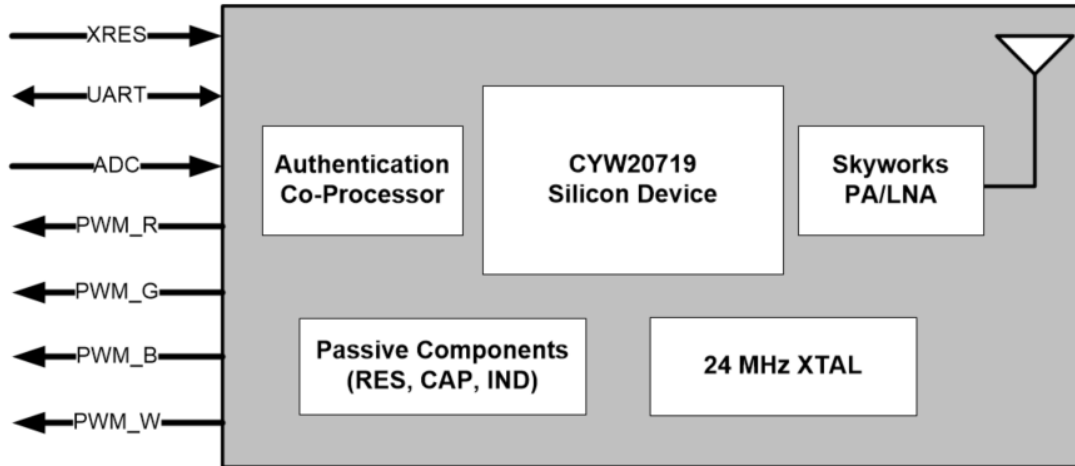 XRES
UART
ADC
PWM_R
PWM_G
PWM_B
PWM_W
Authentication
Co-Processor
CYW20719
Silicon Device
Skyworks
PA/LNA
Passive Components
(RES, CAP, IND)
24 MHz XTAL